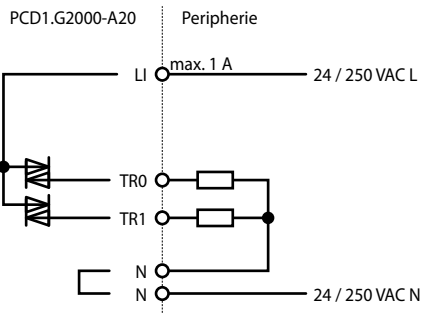 PCD1.G2000-A20 Peripherie
LI max. 1 A 24 / 250 VAC L
TR0
TR1
N
N 24 / 250 VAC N